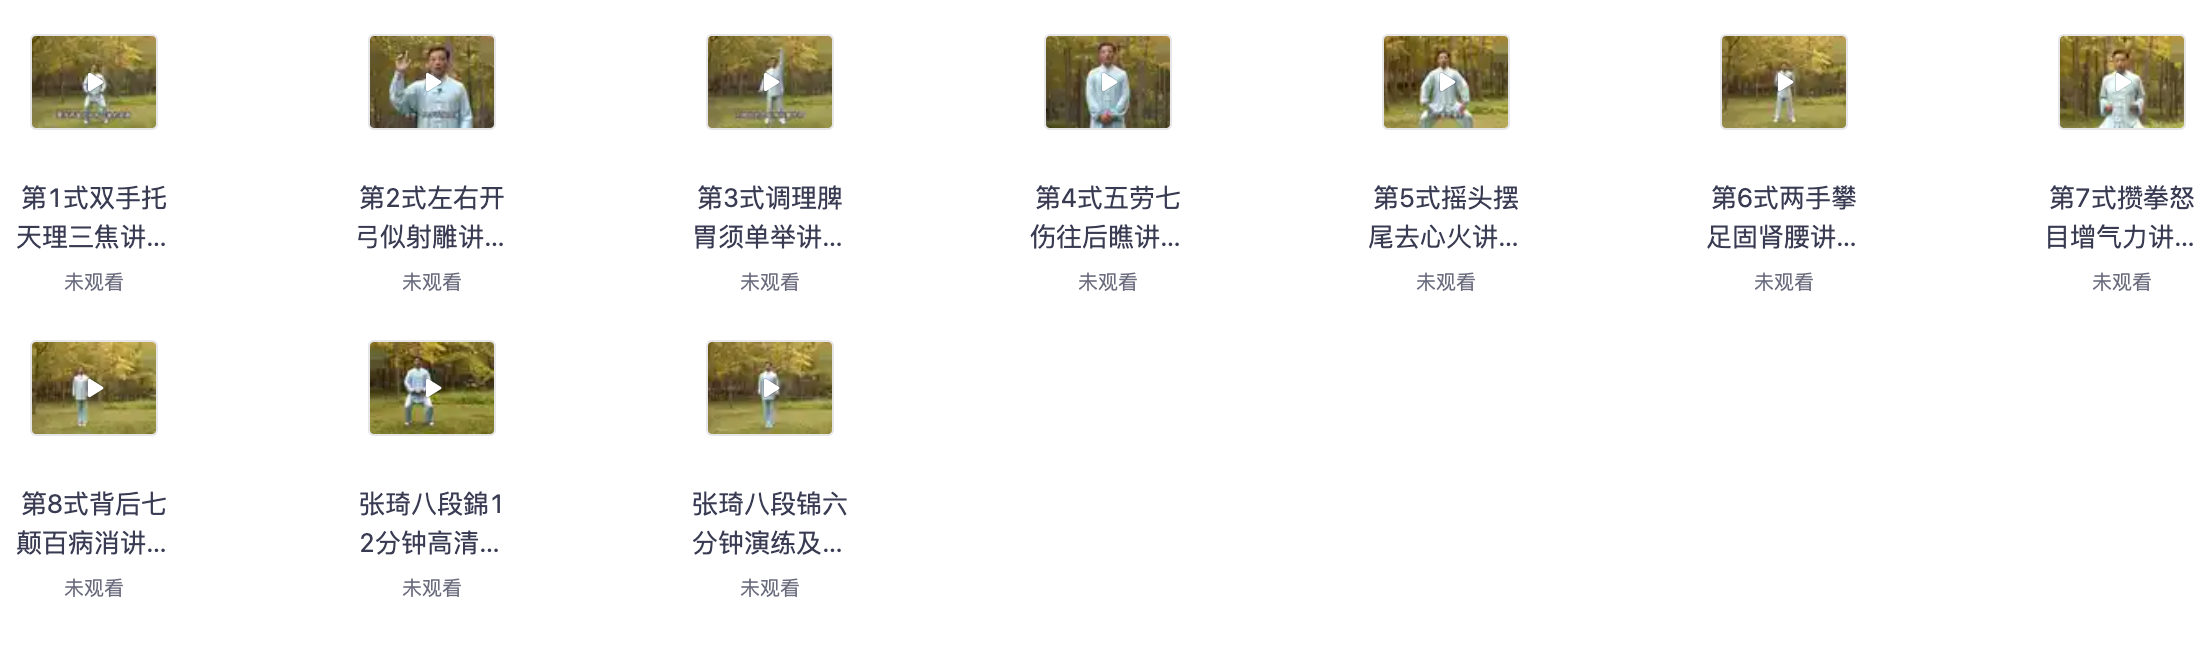 第1式双手托
天理三焦讲...
未观看
第2式左右开
弓似射雕讲...
未观看
第3式调理脾
胃须单举讲...
未观看
第4式五劳七
伤往后瞧讲...
未观看
第5式摇头摆
尾去心火讲...
未观看
第6式两手攀
足固肾腰讲...
未观看
第7式攒拳怒
目增气力讲...
未观看
第8式背后七
颠百病消讲...
未观看
张琦八段錦1
2分钟高清...
未观看
张琦八段锦六
分钟演练及...
未观看